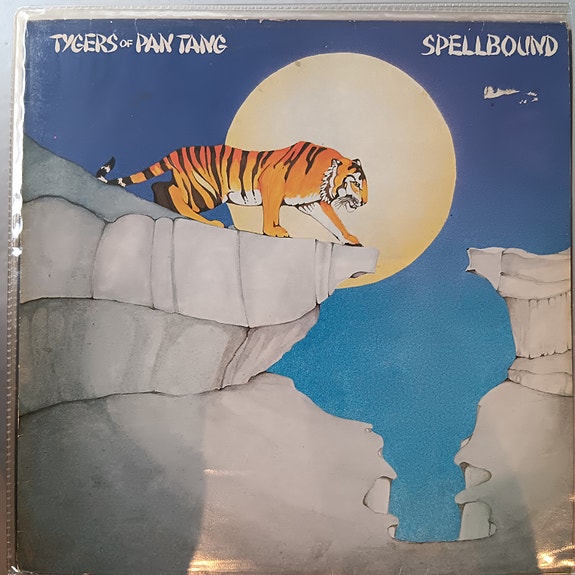 TYGERS OF PAN TANG
SPELLBOUND